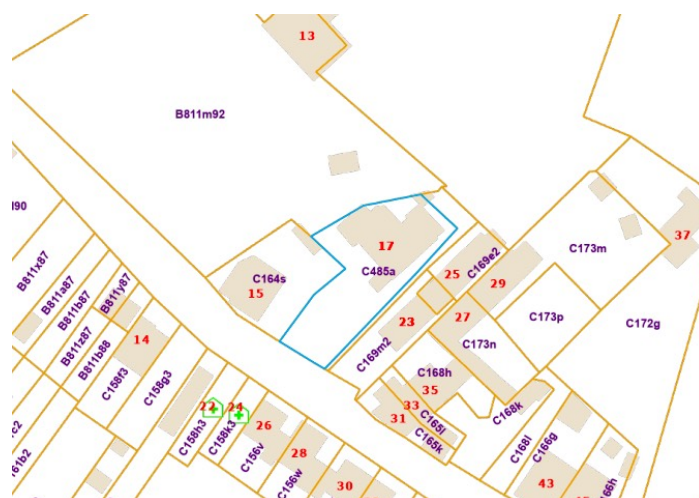 13
B811m92
J90
37
17
C173m
B811x87
B811a87
B811b87
B811y87
C164s
15
C485a
25
C169e2
29
B811z87
B811b88
14
C158f3
C158g3
23
27
C173p
C172g
C169m2
C173n
C168h
35
22
24
C158h3
C158k3
26
C156v
28
C156w
30
33
31
C165l
C165k
C168k
C168l
C166g
43
61b2